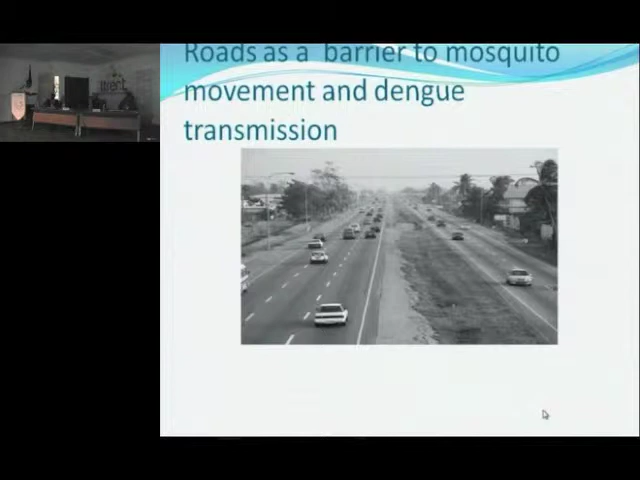 Roads as a barrier to mosquito
movement and dengue
transmission